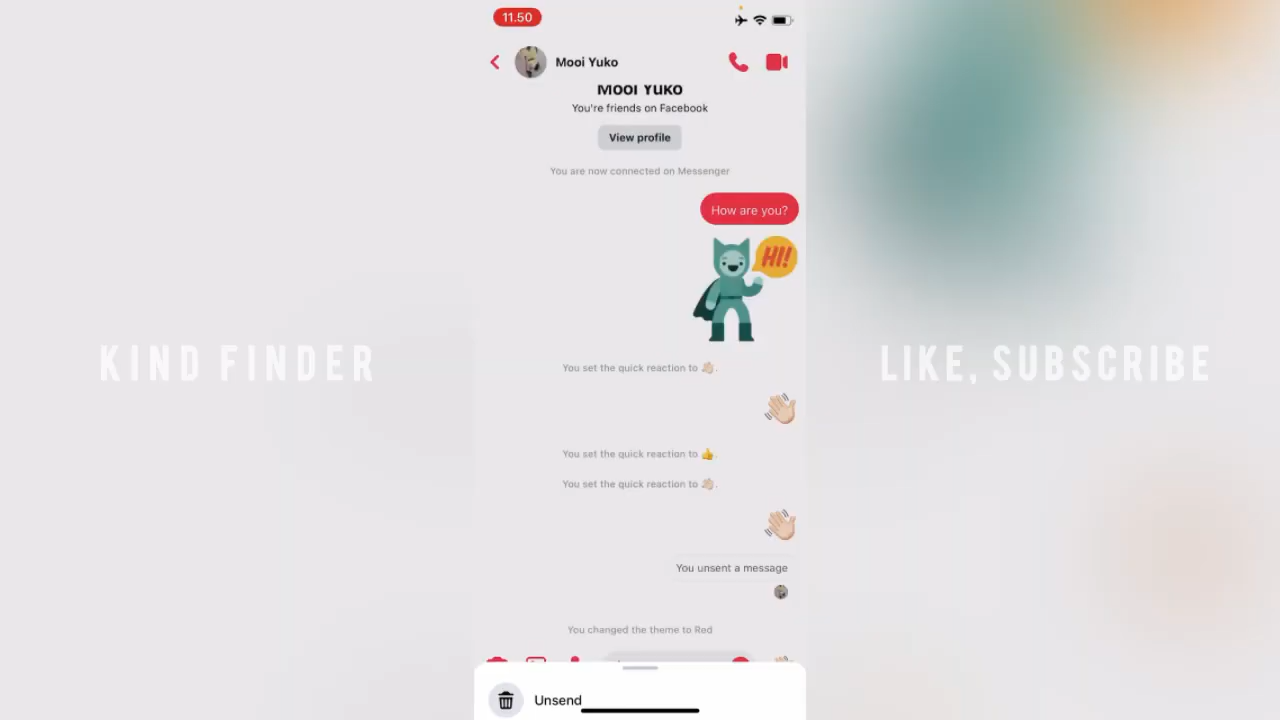 11.50
Mooi Yuko
Mooi Yuko
You're friends on Facebook
View profile
You are now connected on Messenger
How are you?
HI!
You set the quick reaction to 👋🏻.
👋🏻
You set the quick reaction to 👍.
You set the quick reaction to 👋🏻.
👋🏻
You unsent a message
You changed the theme to Red
Unsend
KIND FINDER
LIKE, SUBSCRIBE